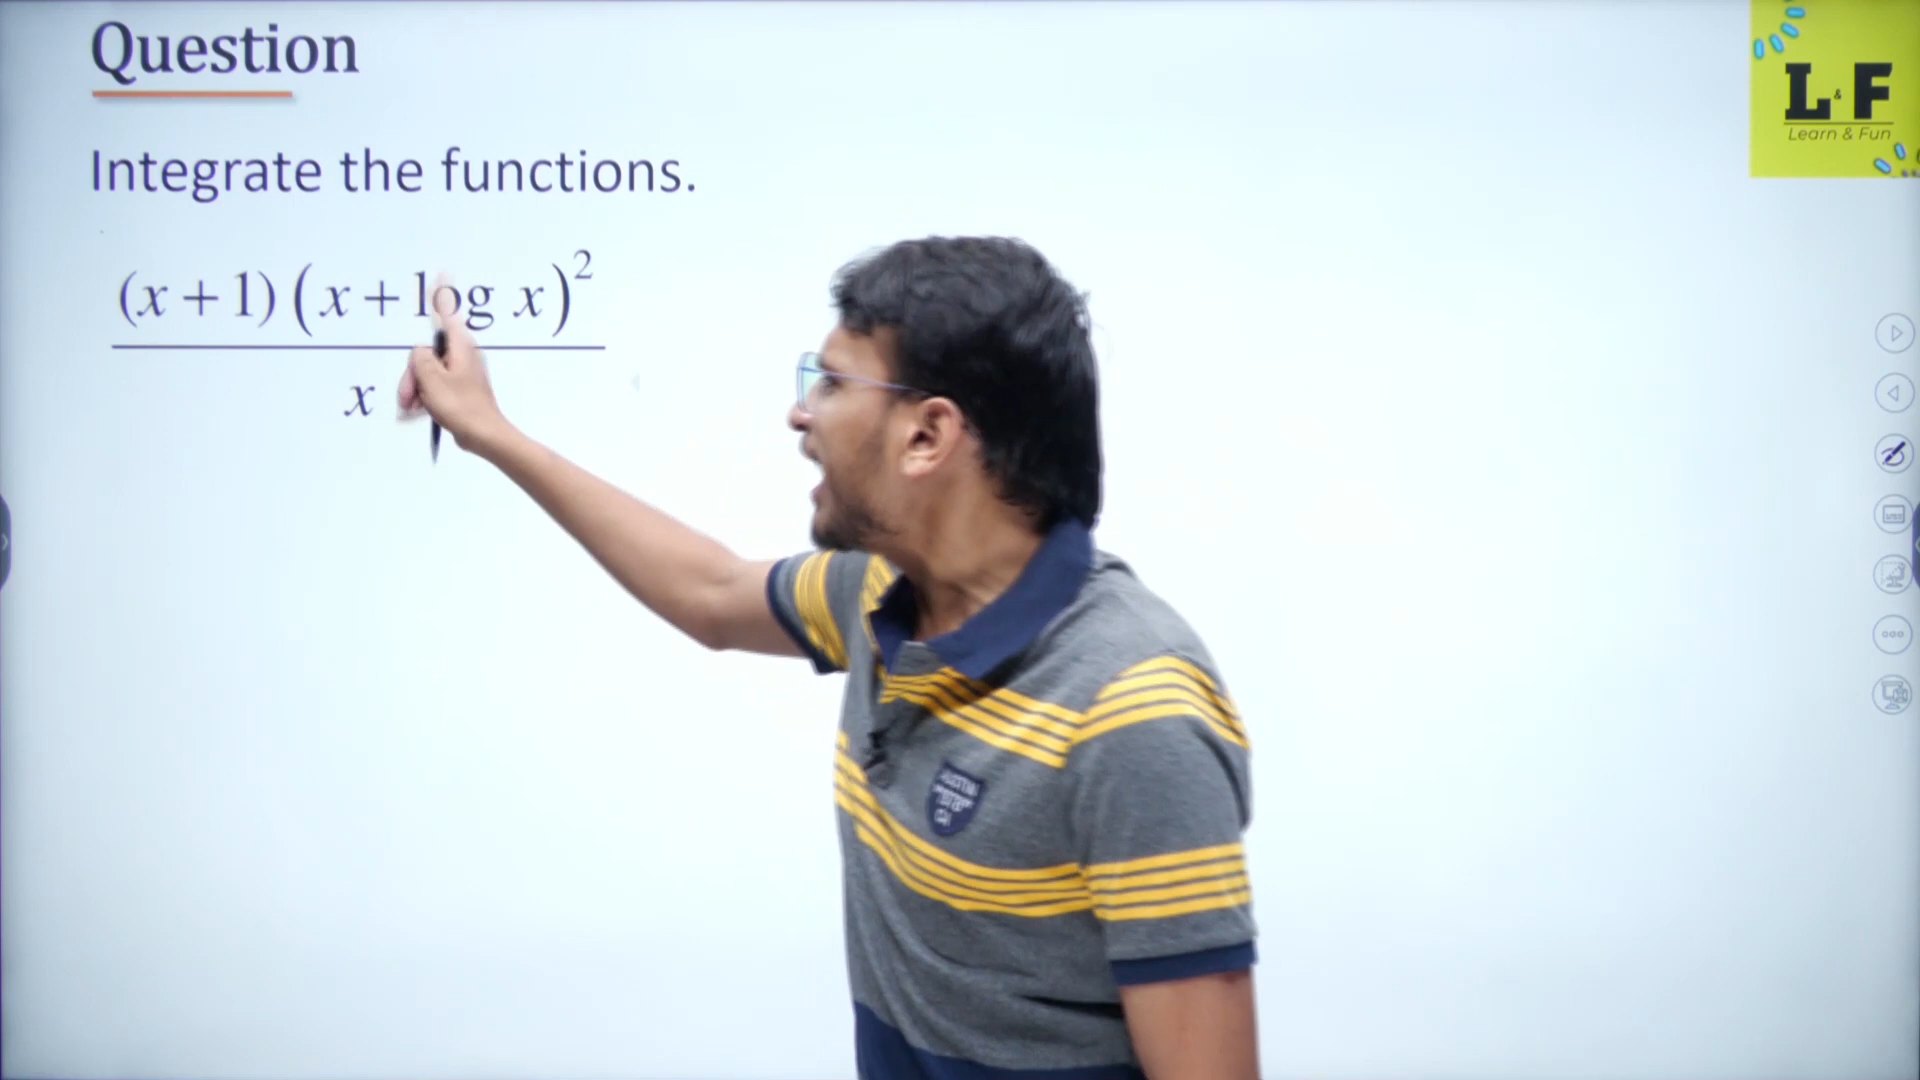 Question
Integrate the functions.
(x + 1) (x + log x)²
x
L & F
Learn & Fun